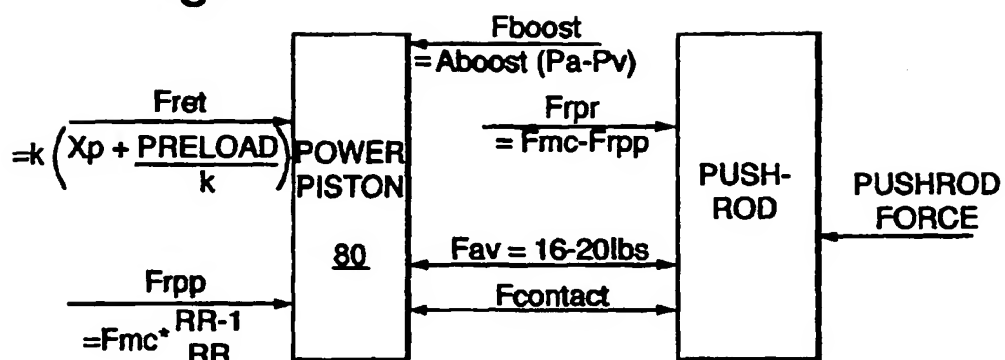 Fboost
= Aboost (Pa-Pv)
Fret
=k ( Xp + PRELOAD / k )
POWER
PISTON
80
Frpr
= Fmc-Frpp
PUSH-
ROD
PUSHROD
FORCE
Fav = 16-20lbs
Fcontact
Frpp
=Fmc* RR-1 / RR